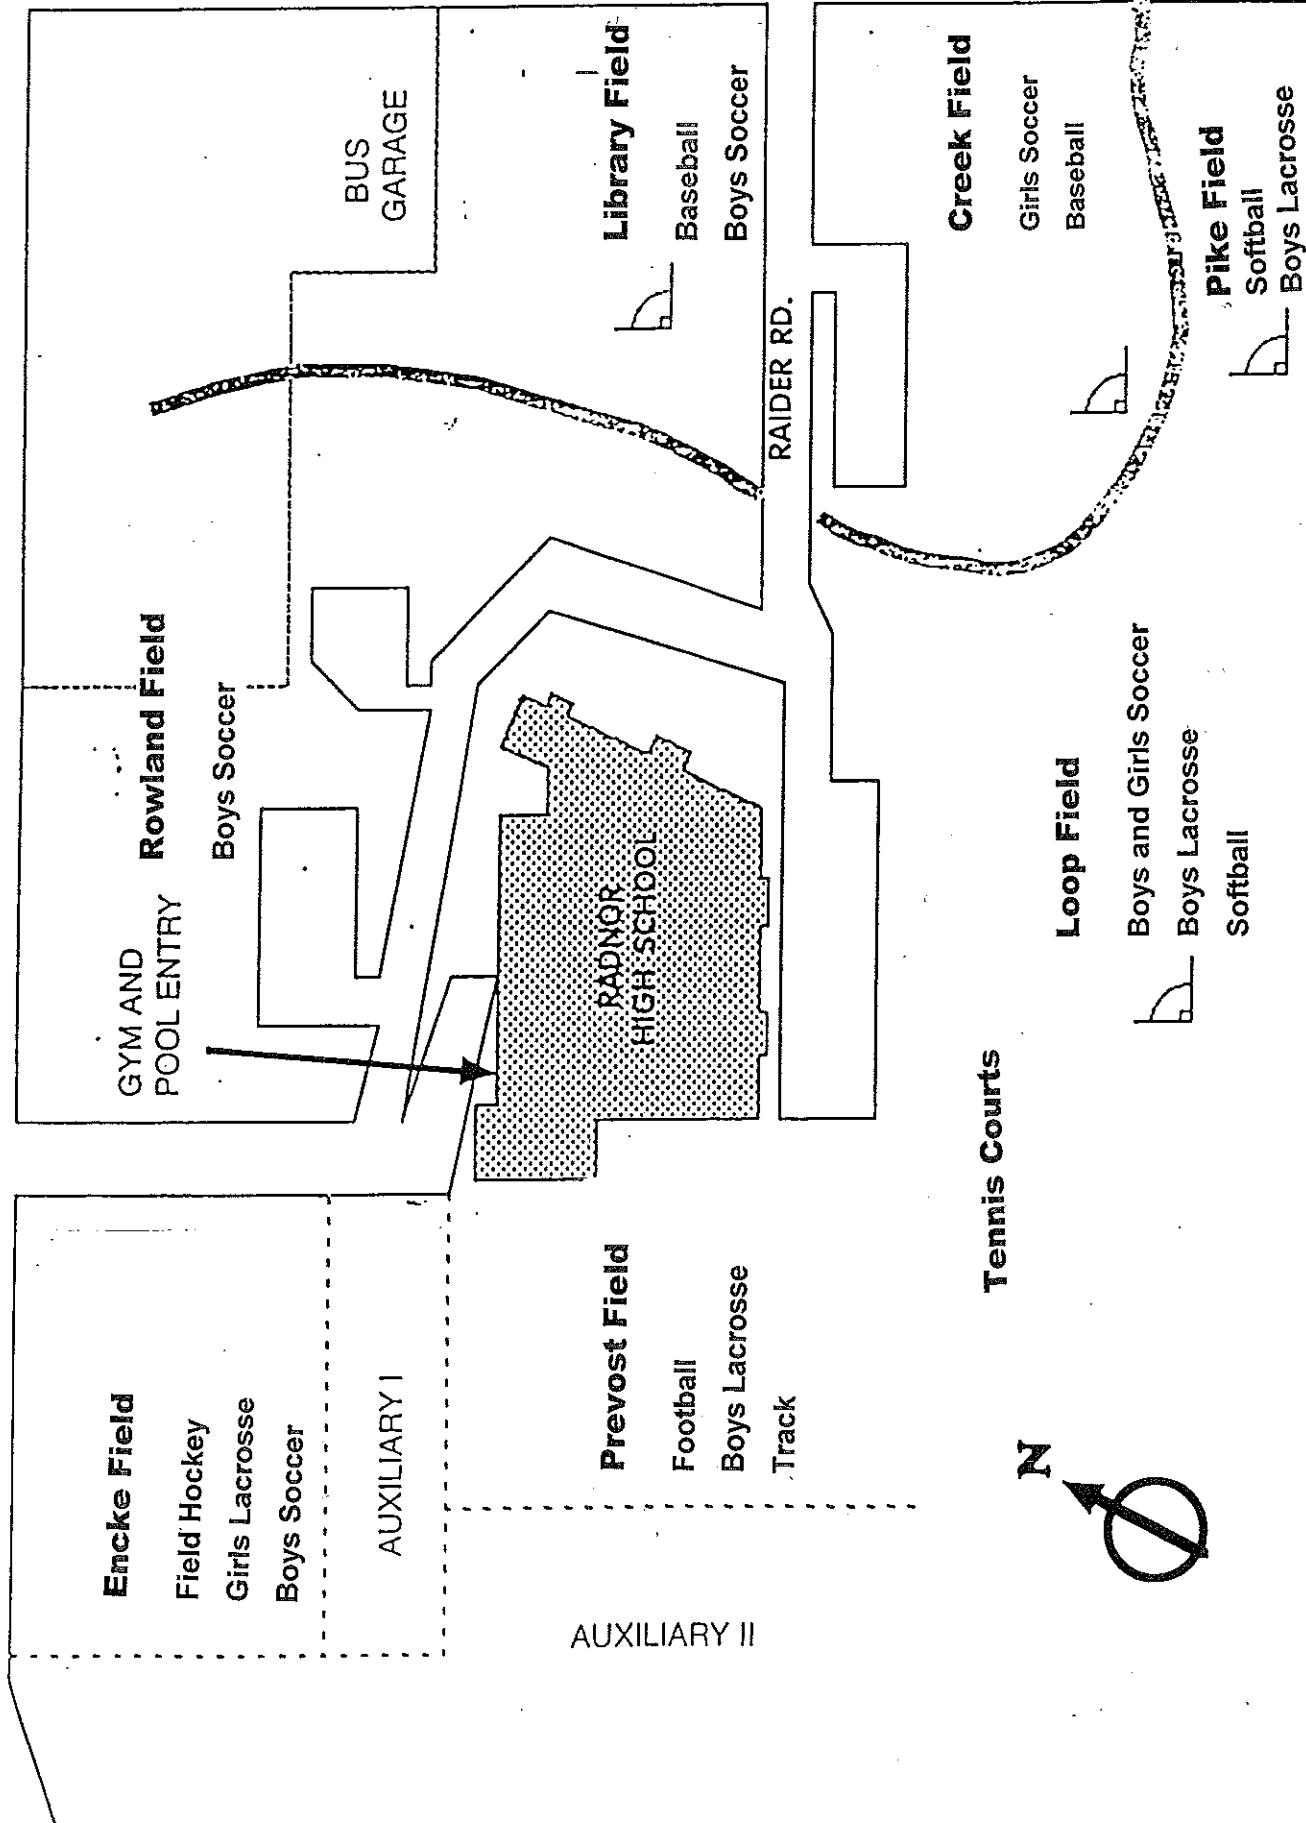 Encke Field
Field Hockey
Girls Lacrosse
Boys Soccer
AUXILIARY I
AUXILIARY II
GYM AND
POOL ENTRY
Rowland Field
Boys Soccer
BUS
GARAGE
RADNOR
HIGH SCHOOL
Prevost Field
Football
Boys Lacrosse
Track
Library Field
Baseball
Boys Soccer
RAIDER RD.
Tennis Courts
Loop Field
Boys and Girls Soccer
Boys Lacrosse
Softball
Creek Field
Girls Soccer
Baseball
Pike Field
Softball
Boys Lacrosse
N